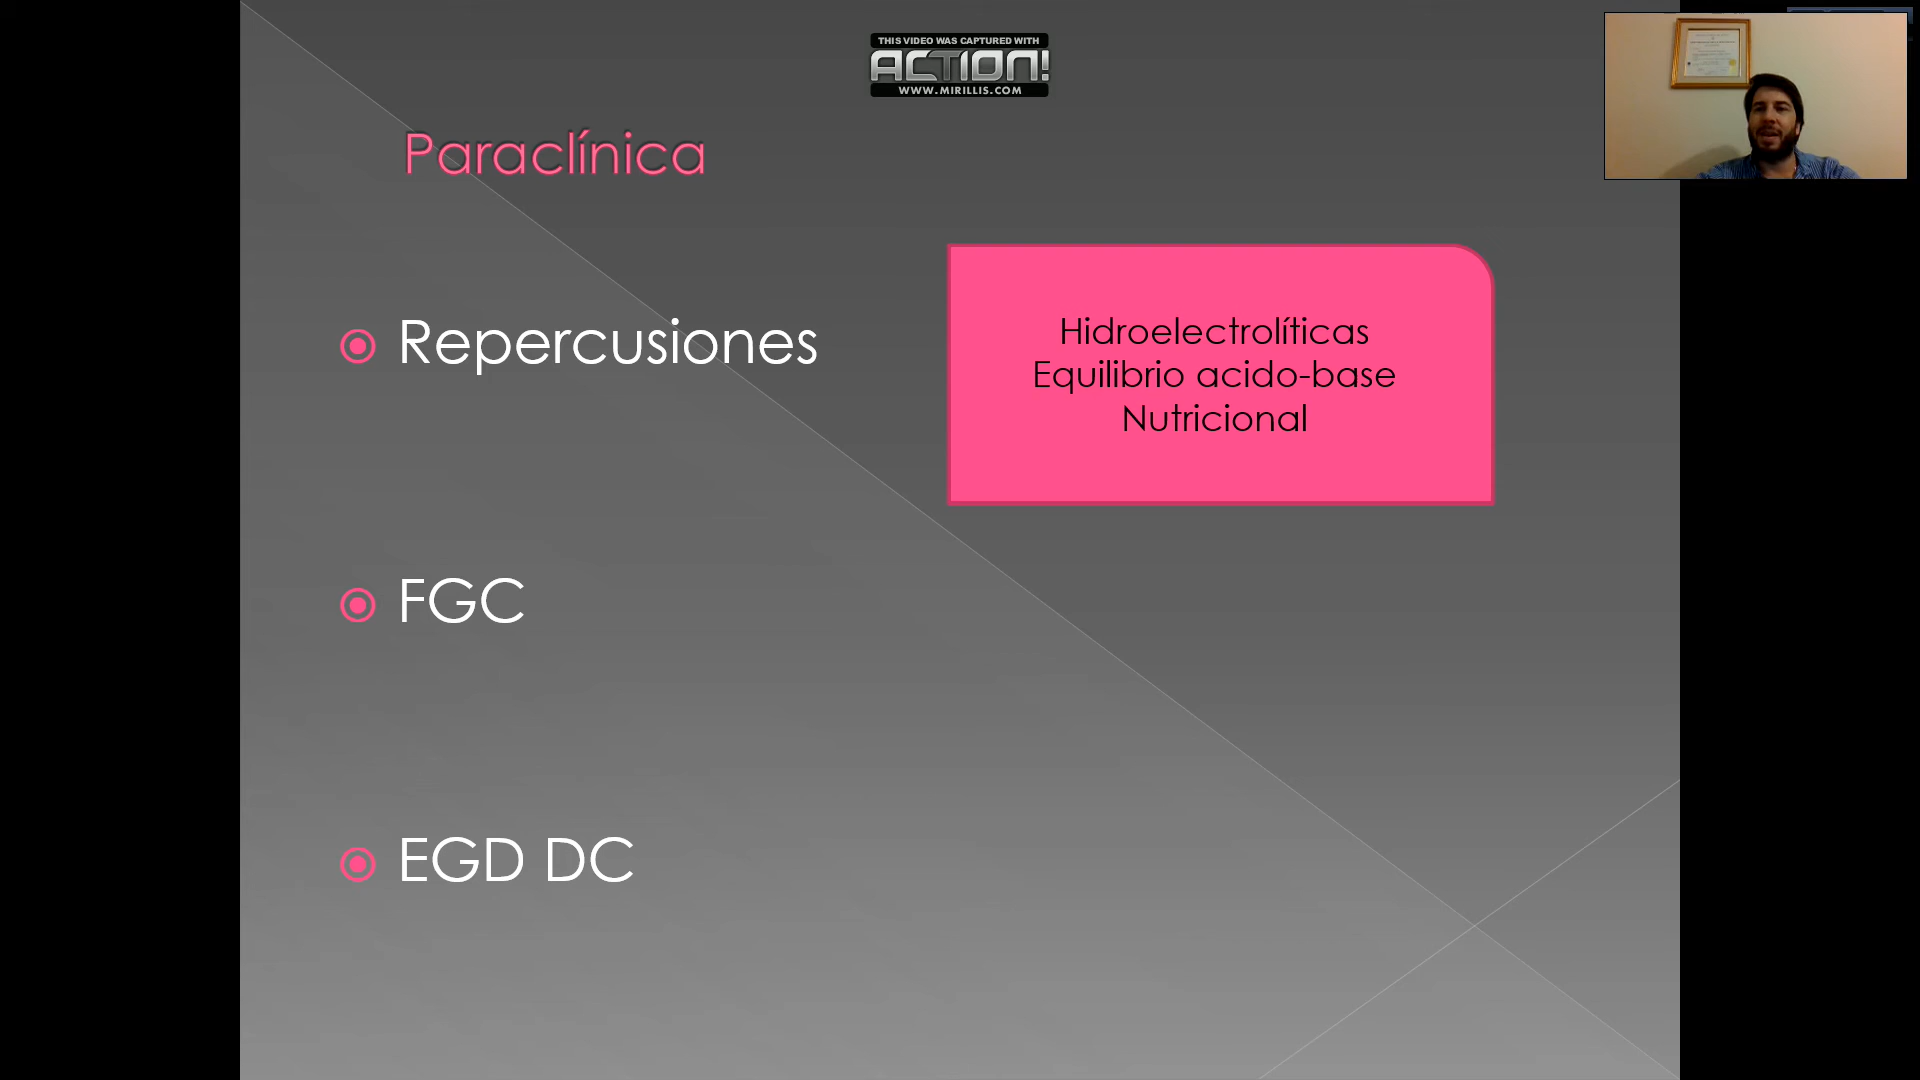 THIS VIDEO WAS CAPTURED WITH
ACTION!
WWW.MIRILLIS.COM
Paraclínica
Repercusiones
Hidroelectrolíticas
Equilibrio acido-base
Nutricional
FGC
EGD DC